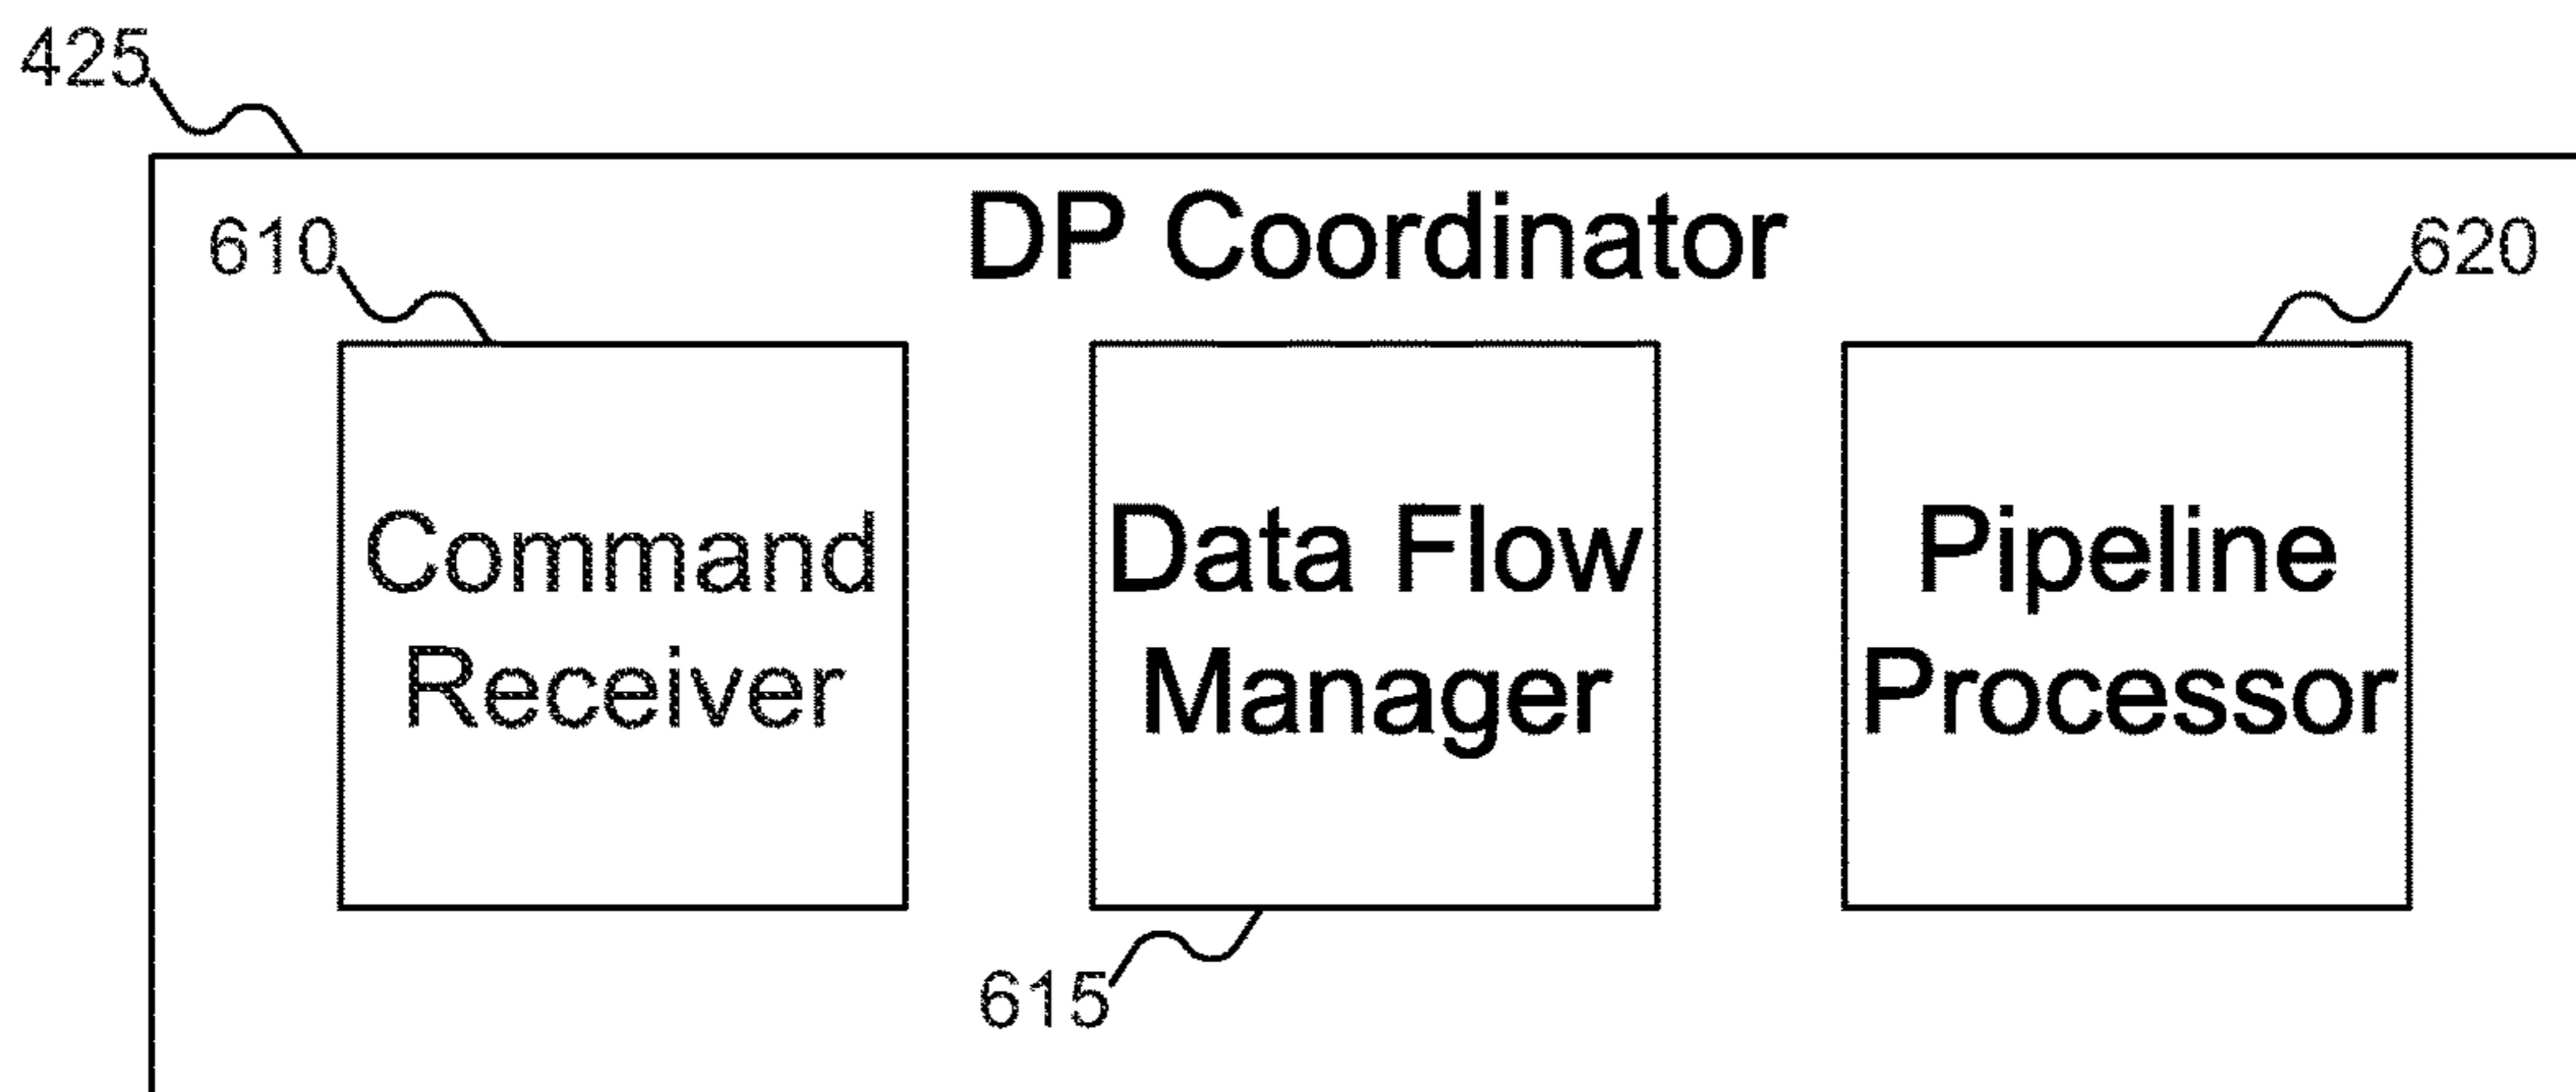 425
DP Coordinator
610
620
Command
Receiver
Data Flow
Manager
Pipeline
Processor
615